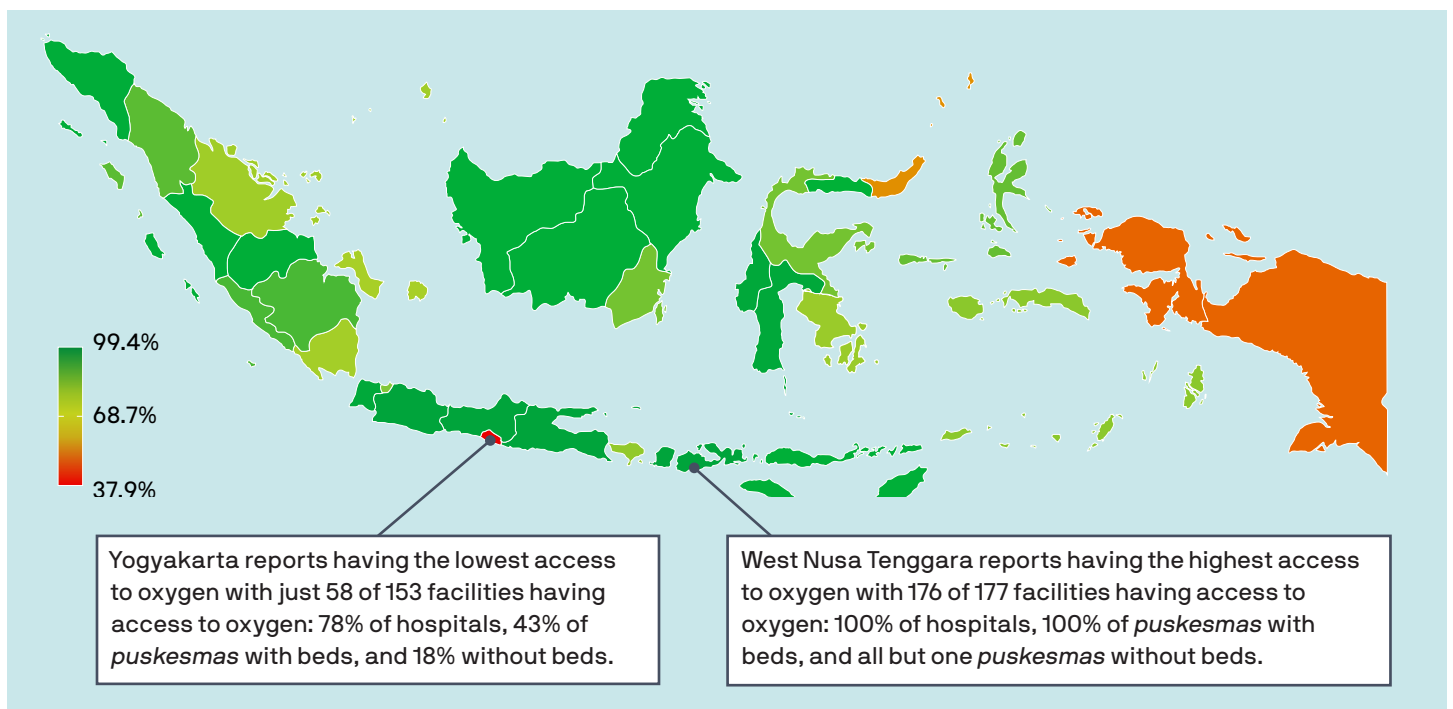 99.4%
68.7%
37.9%
Yogyakarta reports having the lowest access
to oxygen with just 58 of 153 facilities having
access to oxygen: 78% of hospitals, 43% of
puskesmas with beds, and 18% without beds.
West Nusa Tenggara reports having the highest access
to oxygen with 176 of 177 facilities having access to
oxygen: 100% of hospitals, 100% of puskesmas with
beds, and all but one puskesmas without beds.